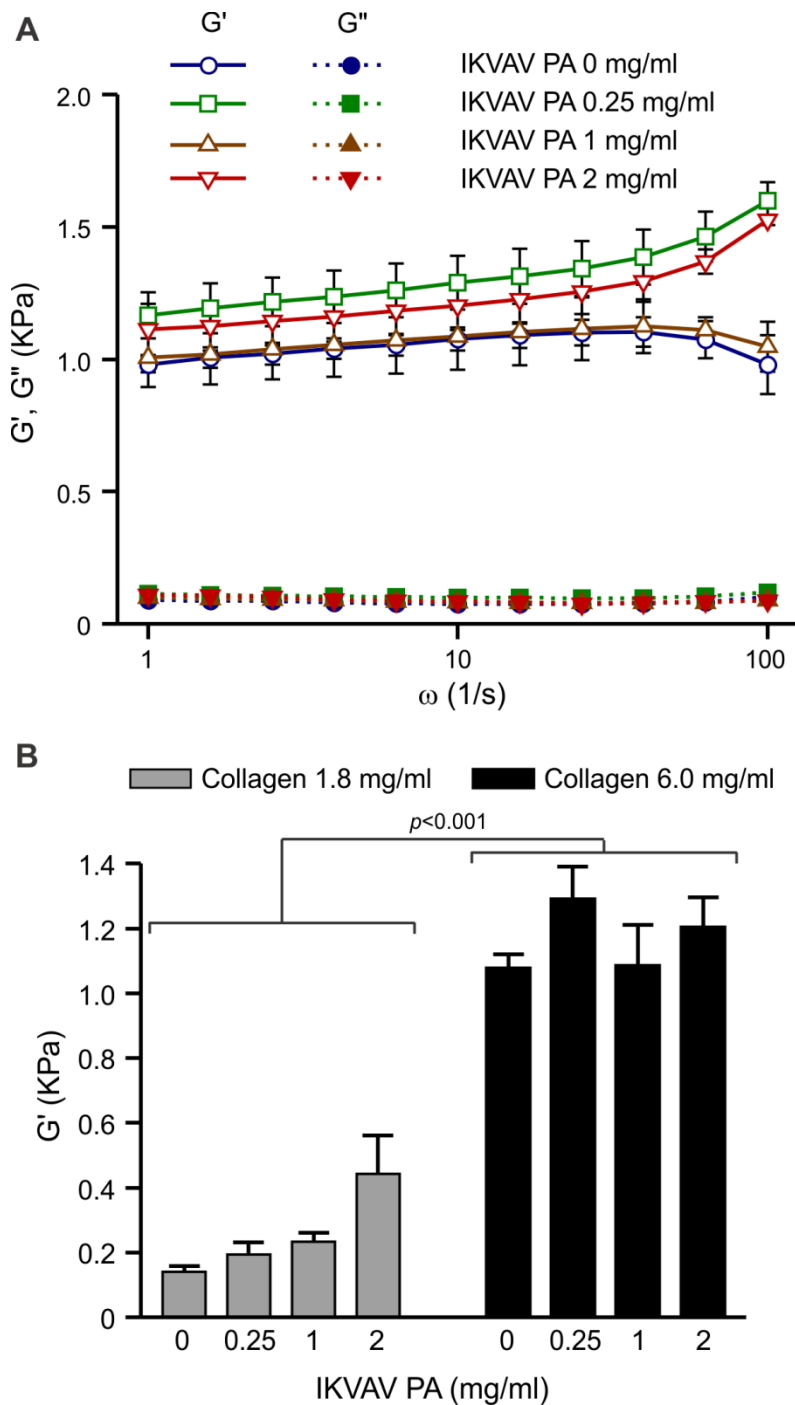 A
G' G"
IKVAV PA 0 mg/ml
IKVAV PA 0.25 mg/ml
IKVAV PA 1 mg/ml
IKVAV PA 2 mg/ml
2.0
1.5
1.0
0.5
0
G', G" (KPa)
1 10 100
ω (1/s)
B
Collagen 1.8 mg/ml Collagen 6.0 mg/ml
p<0.001
1.4
1.2
1.0
0.8
0.6
0.4
0.2
0
G' (KPa)
0 0.25 1 2 0 0.25 1 2
IKVAV PA (mg/ml)